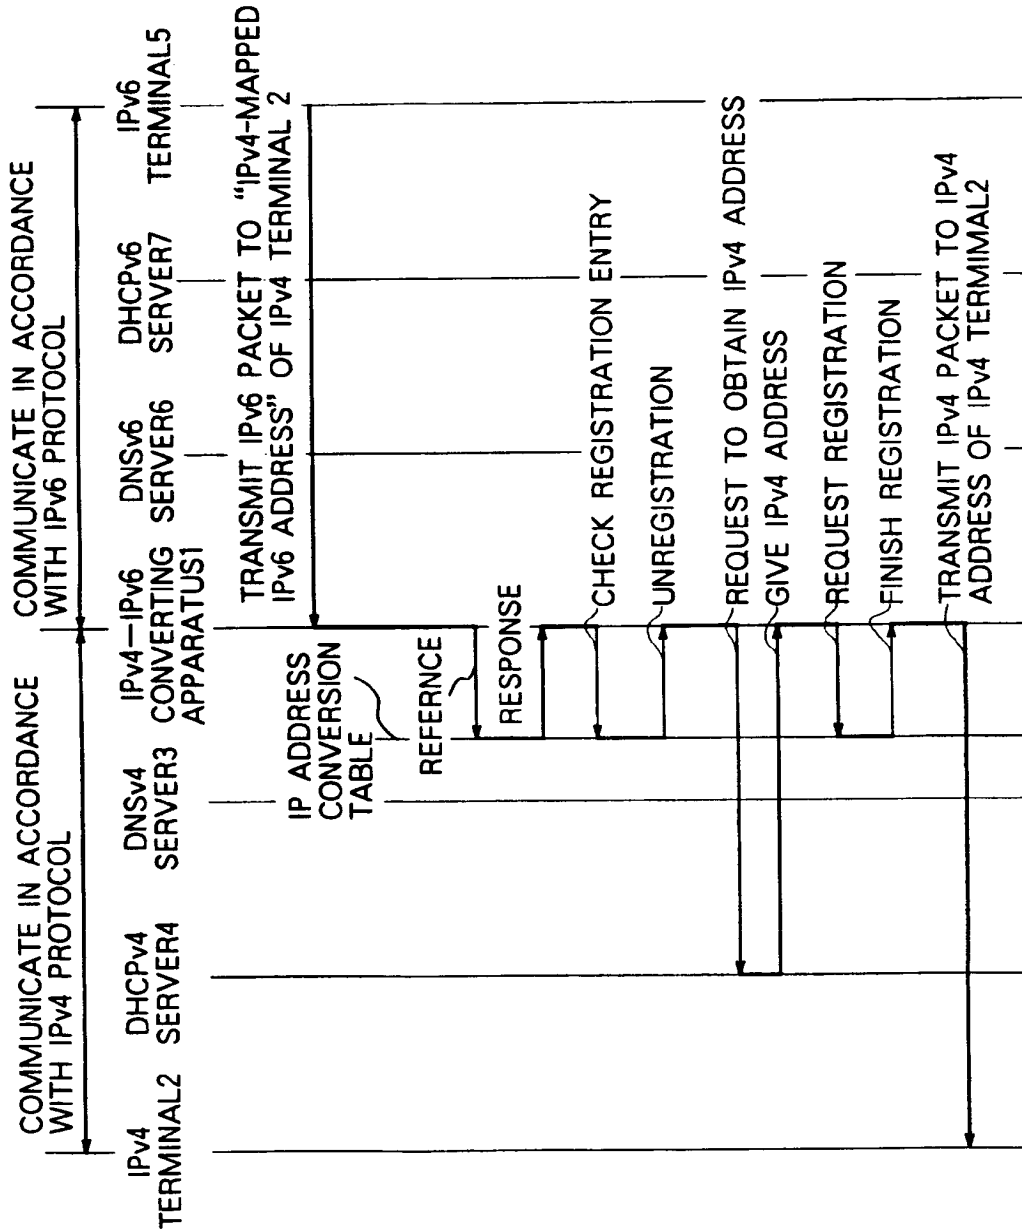 COMMUNICATE IN ACCORDANCE
WITH IPv4 PROTOCOL
COMMUNICATE IN ACCORDANCE
WITH IPv6 PROTOCOL
IPv4
TERMINAL2
DHCPv4
SERVER4
DNSv4
SERVER3
IPv4–IPv6
CONVERTING
APPARATUS1
DNSv6
SERVER6
DHCPv6
SERVER7
IPv6
TERMINAL5
TRANSMIT IPv6 PACKET TO “IPv4-MAPPED
IPv6 ADDRESS” OF IPv4 TERMINAL 2
IP ADDRESS
CONVERSION
TABLE
REFERNCE
RESPONSE
CHECK REGISTRATION ENTRY
UNREGISTRATION
REQUEST TO OBTAIN IPv4 ADDRESS
GIVE IPv4 ADDRESS
REQUEST REGISTRATION
FINISH REGISTRATION
TRANSMIT IPv4 PACKET TO IPv4
ADDRESS OF IPv4 TERMIMAL2